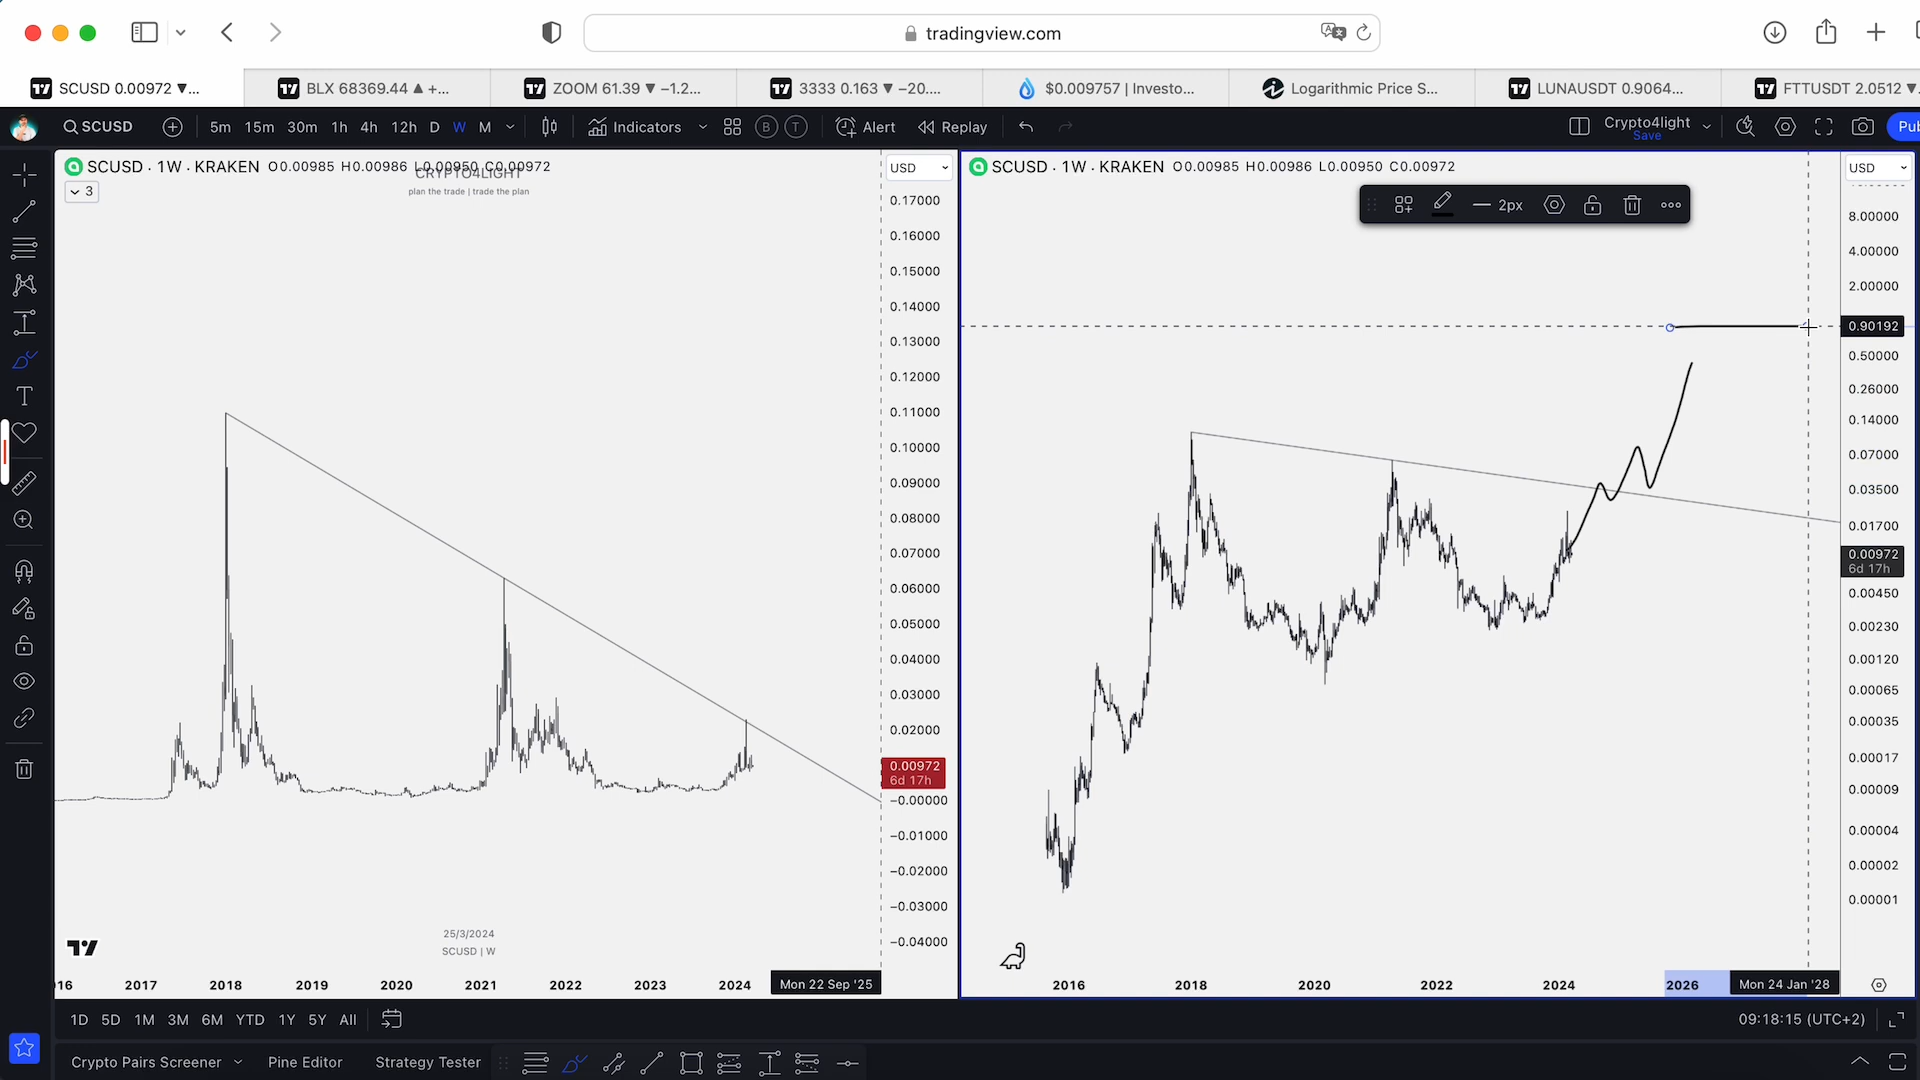 tradingview.com
SCUSD 0.00972 ▼...
BLX 68369.44 ▲ +...
ZOOM 61.39 ▼ −1.2...
3333 0.163 ▼ −20....
$0.009757 | Investo...
Logarithmic Price S...
LUNAUSDT 0.9064...
FTTUSDT 2.0512 ▼
SCUSD 5m 15m 30m 1h 4h 12h D W M Indicators B T Alert Replay Crypto4light Pub
Save
SCUSD · 1W · KRAKEN O0.00985 H0.00986 L0.00950 C0.00972
CRYPTO4LIGHT
plan the trade | trade the plan
3
USD
0.17000
0.16000
0.15000
0.14000
0.13000
0.12000
0.11000
0.10000
0.09000
0.08000
0.07000
0.06000
0.05000
0.04000
0.03000
0.02000
0.00972
6d 17h
−0.00000
−0.01000
−0.02000
−0.03000
−0.04000
25/3/2024
SCUSD | W
16 2017 2018 2019 2020 2021 2022 2023 2024 Mon 22 Sep '25
SCUSD · 1W · KRAKEN O0.00985 H0.00986 L0.00950 C0.00972
USD
2px
8.00000
4.00000
2.00000
0.90192
0.50000
0.26000
0.14000
0.07000
0.03500
0.01700
0.00972
6d 17h
0.00450
0.00230
0.00120
0.00065
0.00035
0.00017
0.00009
0.00004
0.00002
0.00001
2016 2018 2020 2022 2024 2026 Mon 24 Jan '28
1D 5D 1M 3M 6M YTD 1Y 5Y All 09:18:15 (UTC+2)
Crypto Pairs Screener Pine Editor Strategy Tester